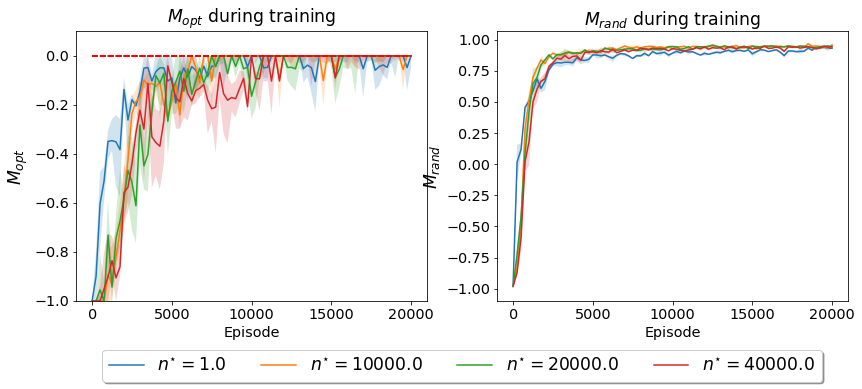 M_opt during training
0.0
−0.2
−0.4
−0.6
−0.8
−1.0
M_opt
0 5000 10000 15000 20000
Episode
M_rand during training
1.00
0.75
0.50
0.25
0.00
−0.25
−0.50
−0.75
−1.00
M_rand
0 5000 10000 15000 20000
Episode
n* = 1.0 n* = 10000.0 n* = 20000.0 n* = 40000.0